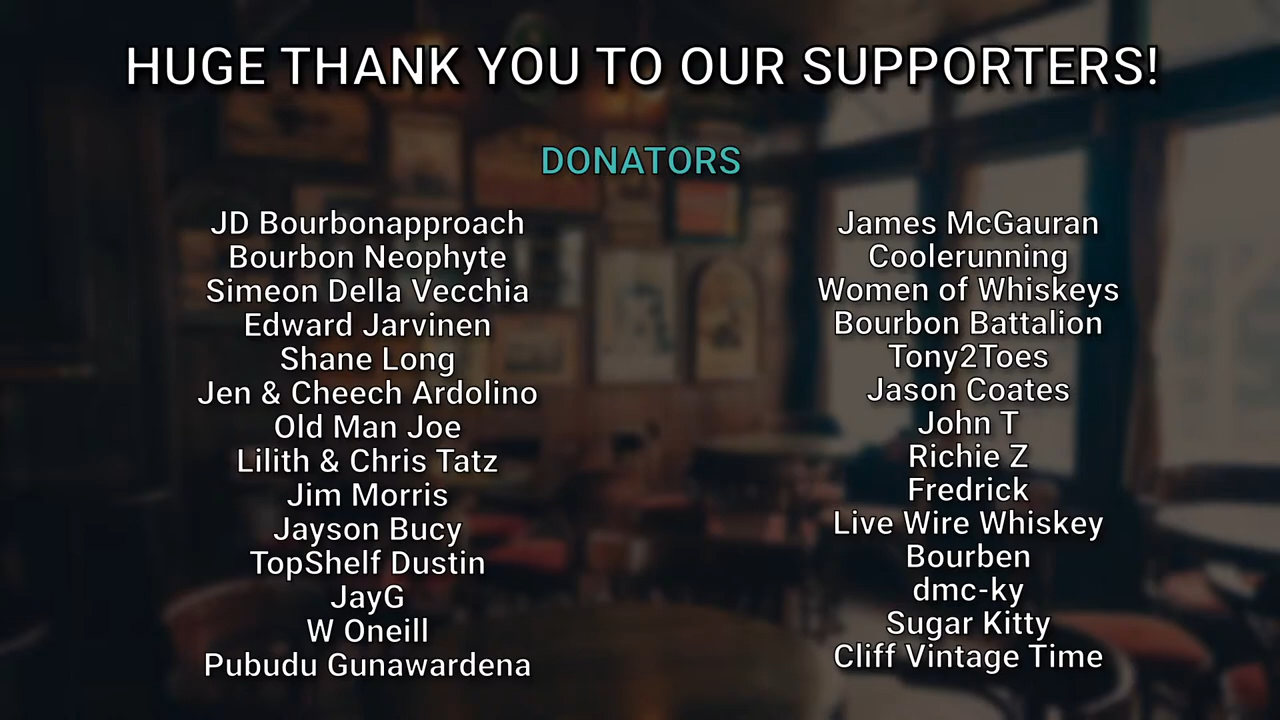 HUGE THANK YOU TO OUR SUPPORTERS!
DONATORS
JD Bourbonapproach
Bourbon Neophyte
Simeon Della Vecchia
Edward Jarvinen
Shane Long
Jen & Cheech Ardolino
Old Man Joe
Lilith & Chris Tatz
Jim Morris
Jayson Bucy
TopShelf Dustin
JayG
W Oneill
Pubudu Gunawardena
James McGauran
Coolerunning
Women of Whiskeys
Bourbon Battalion
Tony2Toes
Jason Coates
John T
Richie Z
Fredrick
Live Wire Whiskey
Bourben
dmc-ky
Sugar Kitty
Cliff Vintage Time